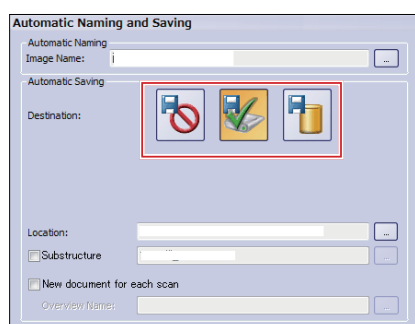 Automatic Naming and Saving
Automatic Naming
Image Name:
...
Automatic Saving
Destination:
Location:
...
Substructure
...
New document for each scan
Overview Name:
...